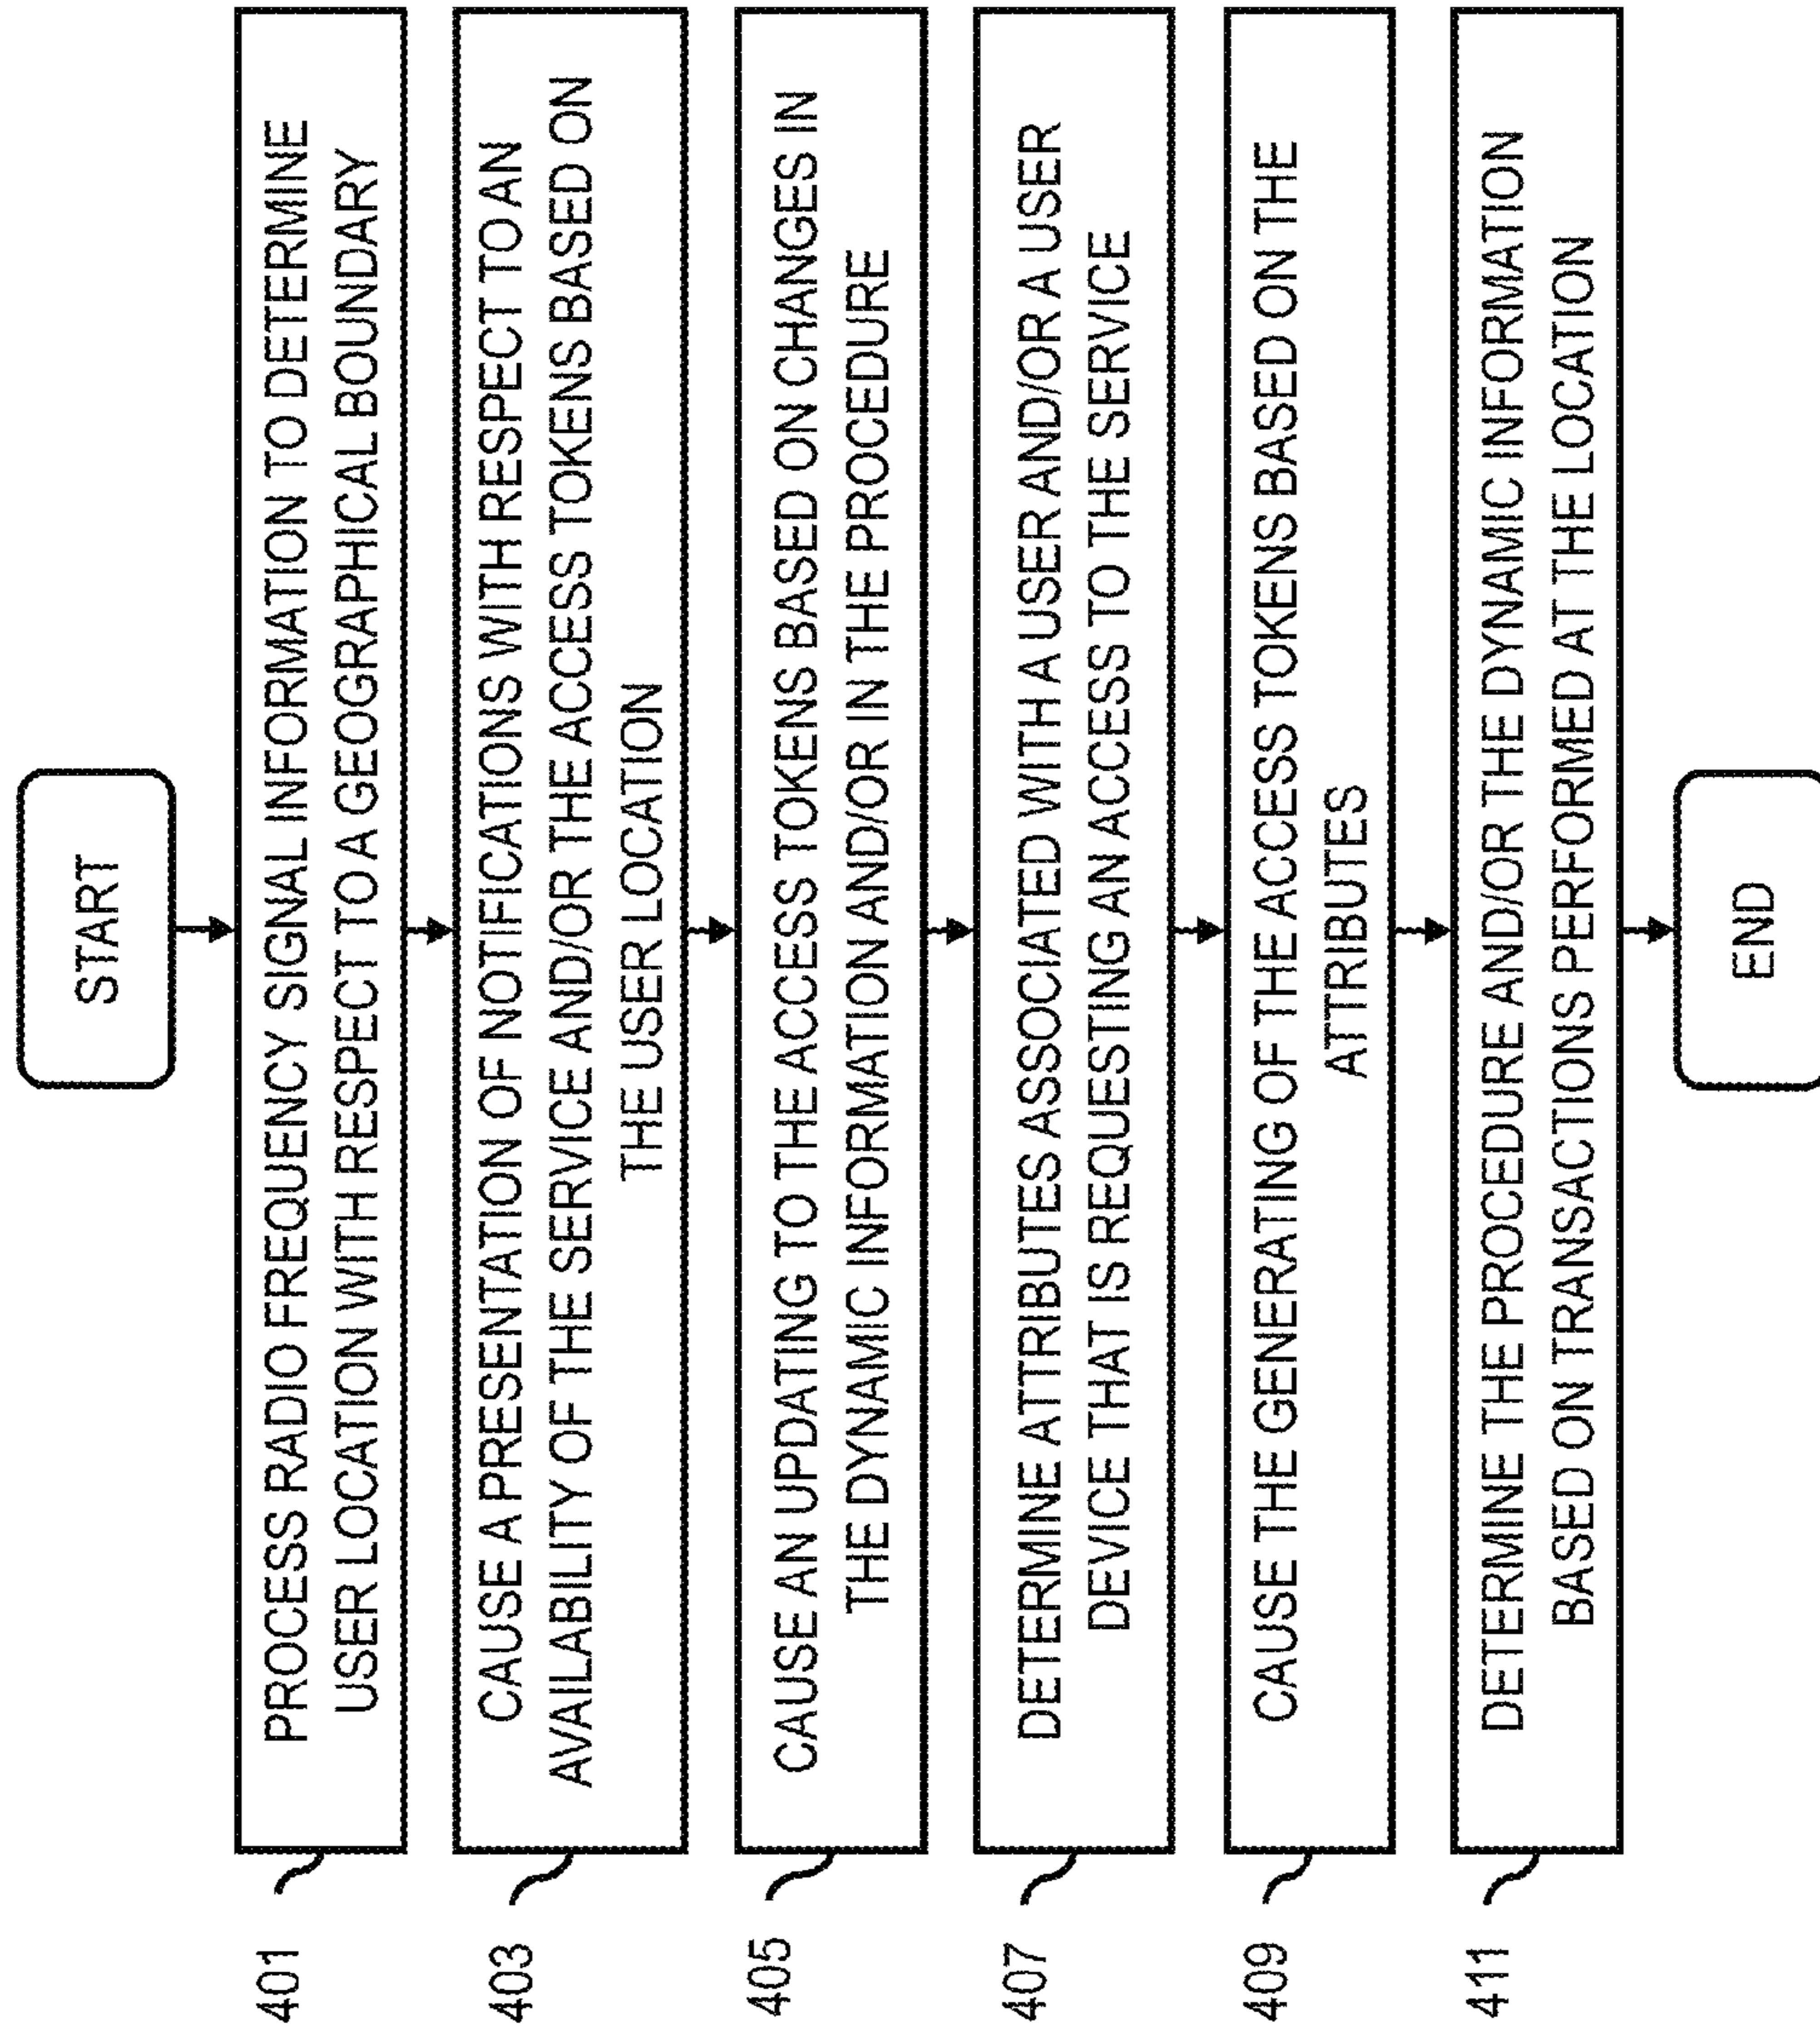 START
401
PROCESS RADIO FREQUENCY SIGNAL INFORMATION TO DETERMINE
USER LOCATION WITH RESPECT TO A GEOGRAPHICAL BOUNDARY
403
CAUSE A PRESENTATION OF NOTIFICATIONS WITH RESPECT TO AN
AVAILABILITY OF THE SERVICE AND/OR THE ACCESS TOKENS BASED ON
THE USER LOCATION
405
CAUSE AN UPDATING TO THE ACCESS TOKENS BASED ON CHANGES IN
THE DYNAMIC INFORMATION AND/OR IN THE PROCEDURE
407
DETERMINE ATTRIBUTES ASSOCIATED WITH A USER AND/OR A USER
DEVICE THAT IS REQUESTING AN ACCESS TO THE SERVICE
409
CAUSE THE GENERATING OF THE ACCESS TOKENS BASED ON THE
ATTRIBUTES
411
DETERMINE THE PROCEDURE AND/OR THE DYNAMIC INFORMATION
BASED ON TRANSACTIONS PERFORMED AT THE LOCATION
END